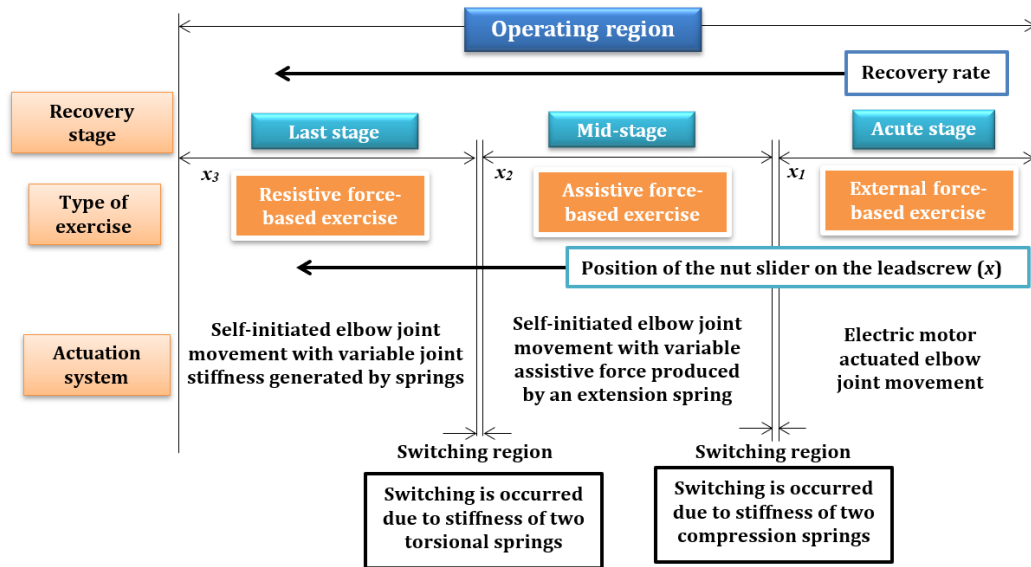 Operating region
Recovery rate
Recovery
stage
Last stage
Mid-stage
Acute stage
x3
x2
x1
Type of
exercise
Resistive force-
based exercise
Assistive force-
based exercise
External force-
based exercise
Position of the nut slider on the leadscrew (x)
Actuation
system
Self-initiated elbow joint
movement with variable joint
stiffness generated by springs
Self-initiated elbow joint
movement with variable
assistive force produced
by an extension spring
Electric motor
actuated elbow
joint movement
Switching region
Switching region
Switching is occurred
due to stiffness of two
torsional springs
Switching is occurred
due to stiffness of two
compression springs